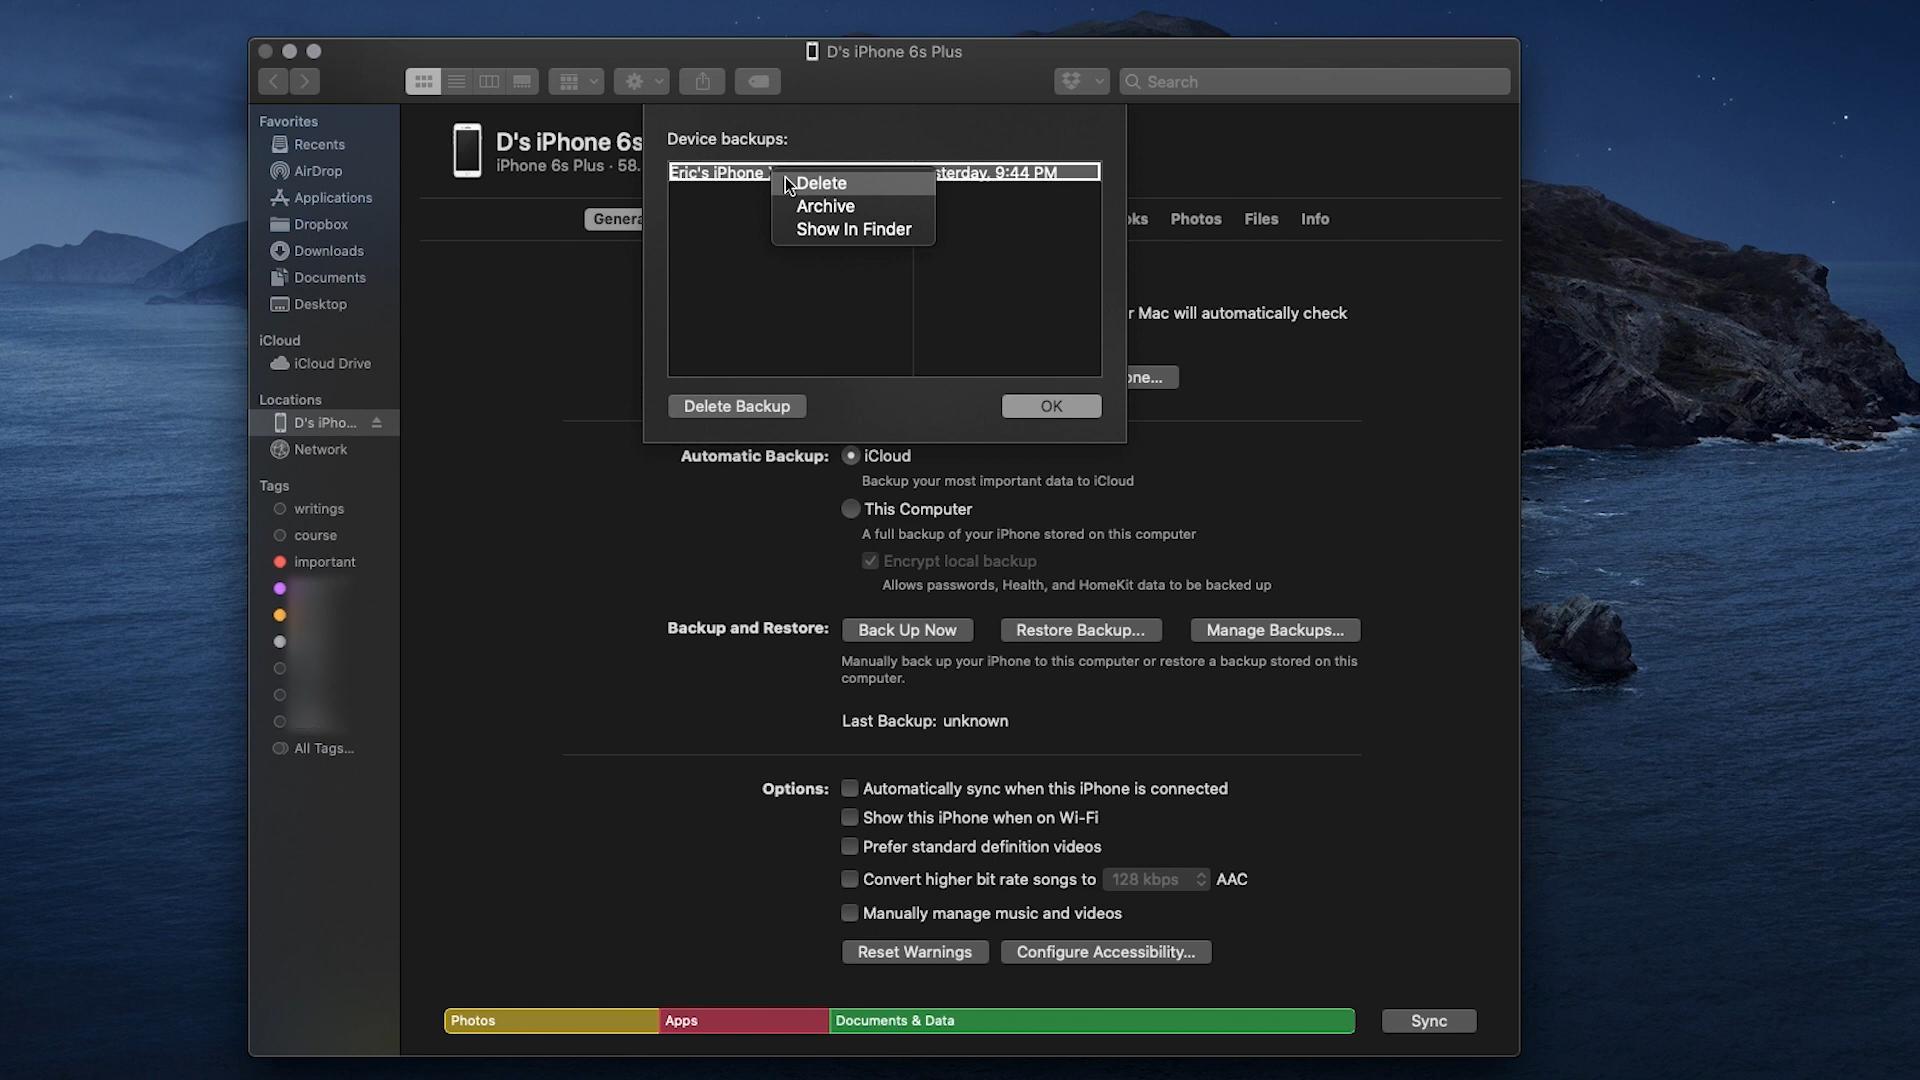 D's iPhone 6s Plus
Search
Favorites
Recents
AirDrop
Applications
Dropbox
Downloads
Documents
Desktop
iCloud
iCloud Drive
Locations
D's iPho...
Network
Tags
writings
course
important
All Tags...
D's iPhone 6s
iPhone 6s Plus · 58.
Genera
oks Photos Files Info
Device backups:
Eric's iPhone sterday, 9:44 PM
Delete
Archive
Show In Finder
r Mac will automatically check
one...
Delete Backup OK
Automatic Backup: iCloud
Backup your most important data to iCloud
This Computer
A full backup of your iPhone stored on this computer
Encrypt local backup
Allows passwords, Health, and HomeKit data to be backed up
Backup and Restore: Back Up Now Restore Backup... Manage Backups...
Manually back up your iPhone to this computer or restore a backup stored on this
computer.
Last Backup: unknown
Options: Automatically sync when this iPhone is connected
Show this iPhone when on Wi-Fi
Prefer standard definition videos
Convert higher bit rate songs to 128 kbps AAC
Manually manage music and videos
Reset Warnings Configure Accessibility...
Photos Apps Documents & Data Sync